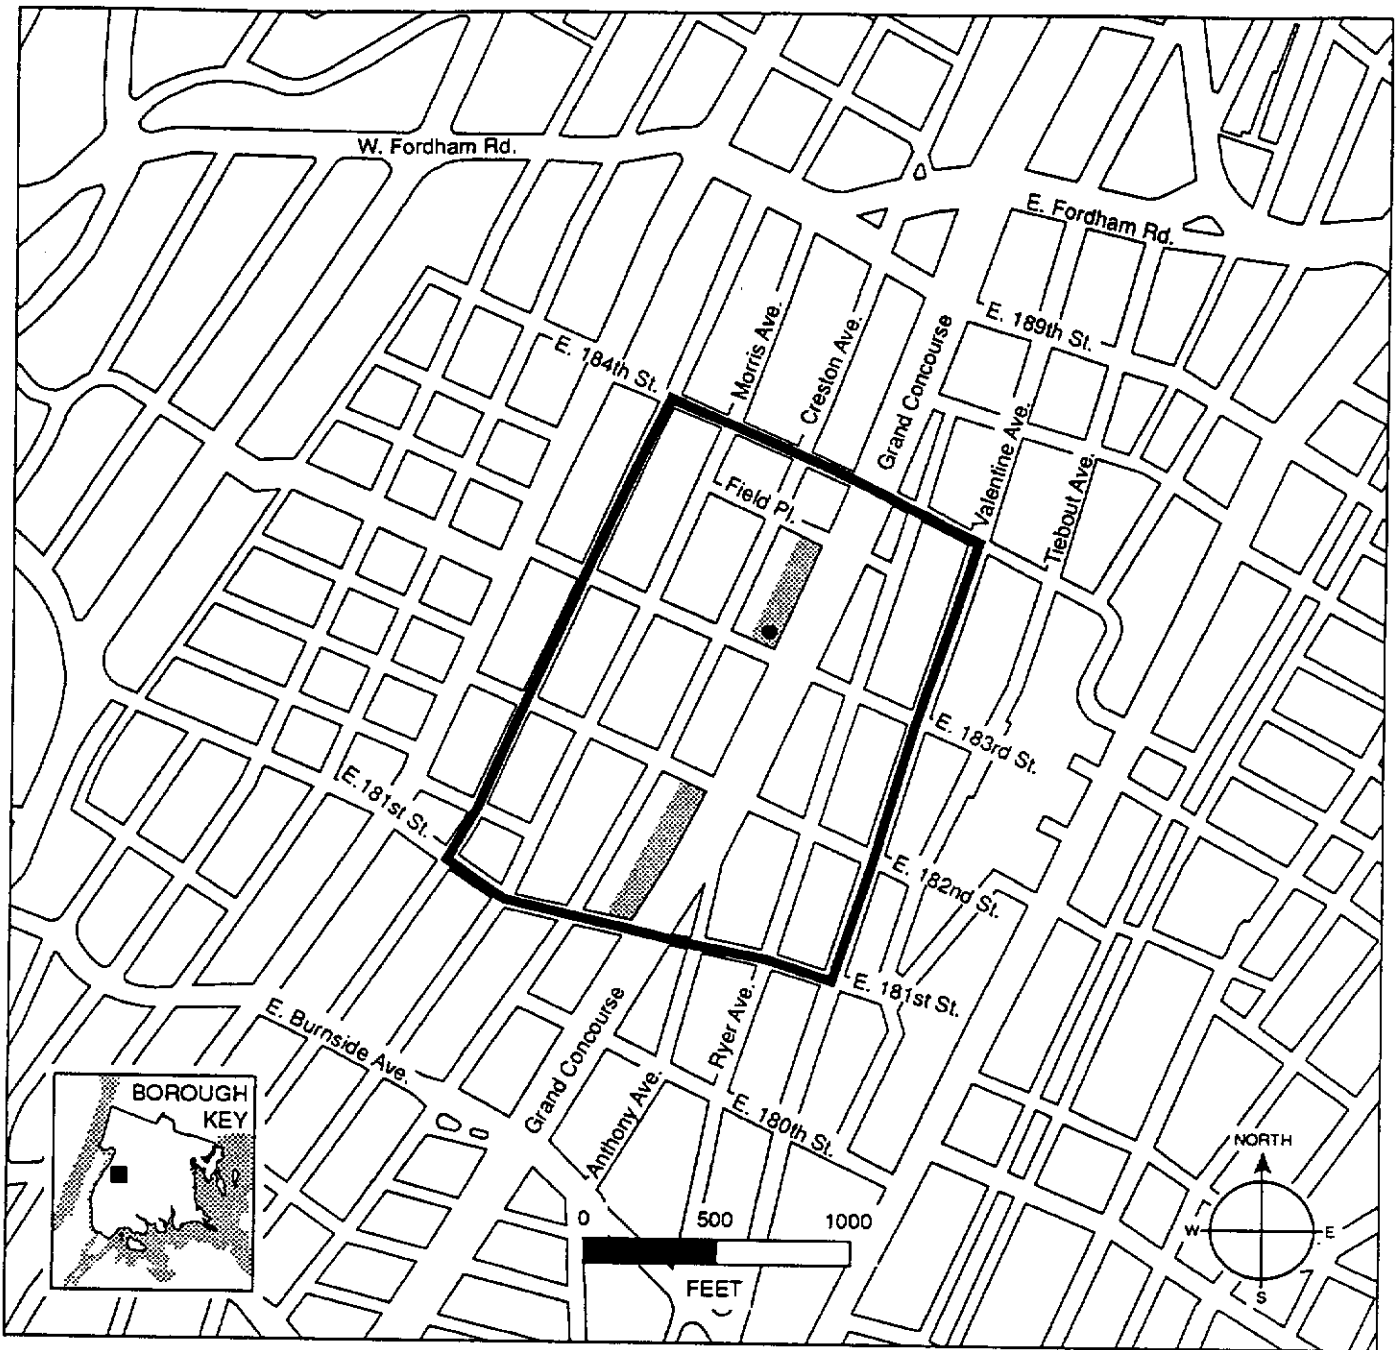 W. Fordham Rd.
E. Fordham Rd.
E. 189th St.
E. 184th St.
Morris Ave.
Creston Ave.
Grand Concourse
Valentine Ave.
Tiebout Ave.
Field Pl.
E. 183rd St.
E. 181st St.
E. 182nd St.
E. 181st St.
E. Burnside Ave.
Grand Concourse
Anthony Ave.
Ryer Ave.
E. 180th St.
BOROUGH
KEY
0 500 1000
FEET
NORTH
W E
S